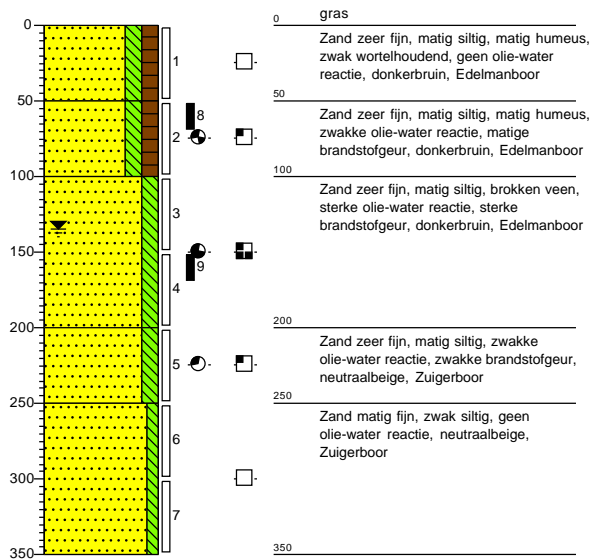 0
50
100
150
200
250
300
350
1
2
3
4
5
6
7
8
9
0
gras
Zand zeer fijn, matig siltig, matig humeus,
zwak wortelhoudend, geen olie-water
reactie, donkerbruin, Edelmanboor
50
Zand zeer fijn, matig siltig, matig humeus,
zwakke olie-water reactie, matige
brandstofgeur, donkerbruin, Edelmanboor
100
Zand zeer fijn, matig siltig, brokken veen,
sterke olie-water reactie, sterke
brandstofgeur, donkerbruin, Edelmanboor
200
Zand zeer fijn, matig siltig, zwakke
olie-water reactie, zwakke brandstofgeur,
neutraalbeige, Zuigerboor
250
Zand matig fijn, zwak siltig, geen
olie-water reactie, neutraalbeige,
Zuigerboor
350